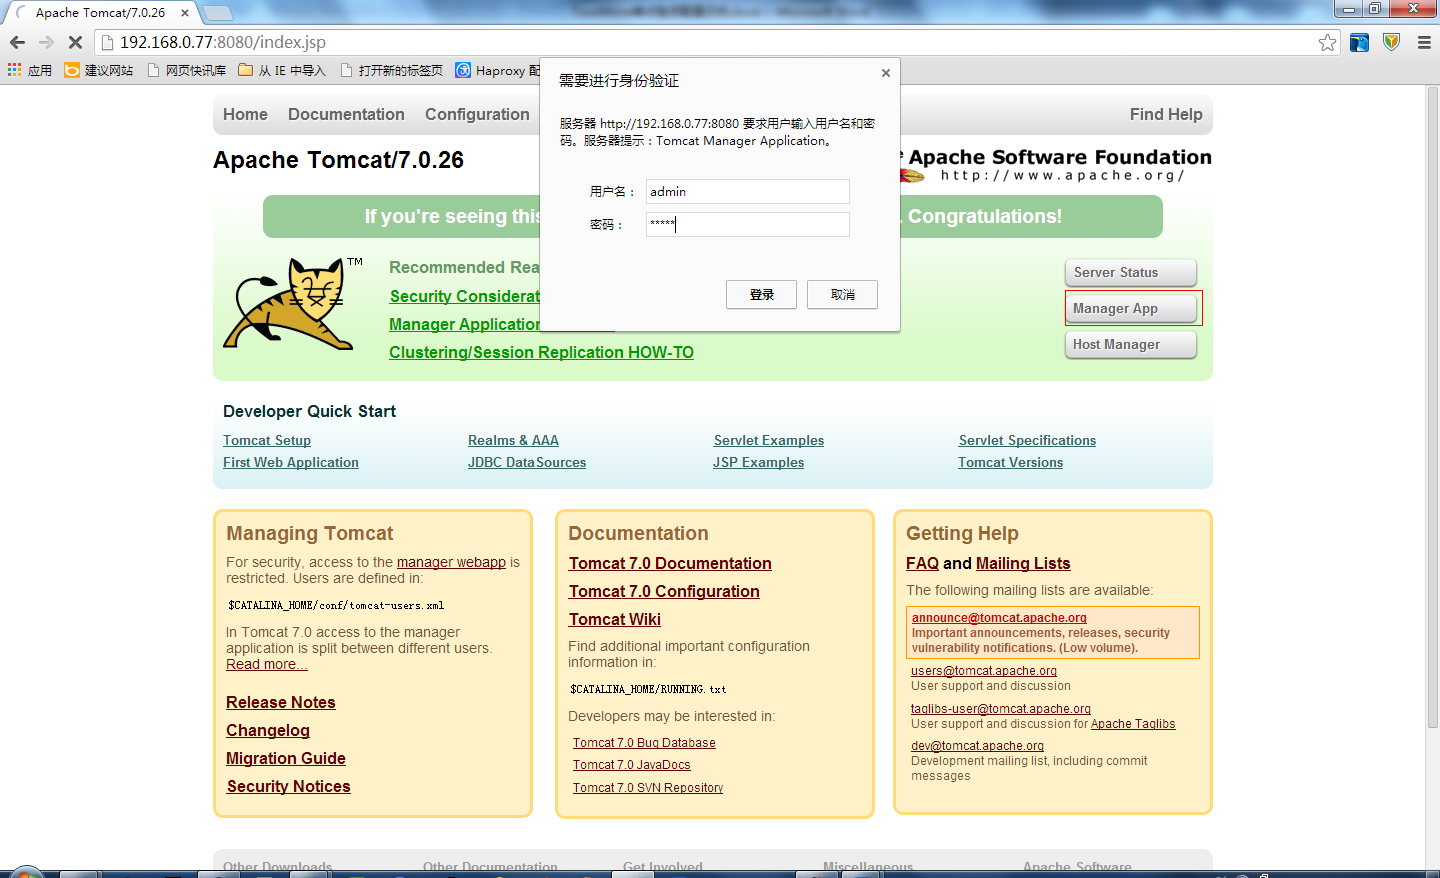 Apache Tomcat/7.0.26
192.168.0.77:8080/index.jsp
应用 建议网站 网页快讯库 从 IE 中导入 打开新的标签页 Haproxy 配
需要进行身份验证
服务器 http://192.168.0.77:8080 要求用户输入用户名和密
码。服务器提示：Tomcat Manager Application。
用户名： admin
密码： *****
登录 取消
Home Documentation Configuration Find Help
Apache Tomcat/7.0.26
Apache Software Foundation
http://www.apache.org/
If you're seeing this Congratulations!
TM
Recommended Rea
Security Considerat
Manager Application
Clustering/Session Replication HOW-TO
Server Status
Manager App
Host Manager
Developer Quick Start
Tomcat Setup Realms & AAA Servlet Examples Servlet Specifications
First Web Application JDBC DataSources JSP Examples Tomcat Versions
Managing Tomcat
For security, access to the manager webapp is
restricted. Users are defined in:
$CATALINA_HOME/conf/tomcat-users.xml
In Tomcat 7.0 access to the manager
application is split between different users.
Read more...
Release Notes
Changelog
Migration Guide
Security Notices
Documentation
Tomcat 7.0 Documentation
Tomcat 7.0 Configuration
Tomcat Wiki
Find additional important configuration
information in:
$CATALINA_HOME/RUNNING.txt
Developers may be interested in:
Tomcat 7.0 Bug Database
Tomcat 7.0 JavaDocs
Tomcat 7.0 SVN Repository
Getting Help
FAQ and Mailing Lists
The following mailing lists are available:
announce@tomcat.apache.org
Important announcements, releases, security
vulnerability notifications. (Low volume).
users@tomcat.apache.org
User support and discussion
taglibs-user@tomcat.apache.org
User support and discussion for Apache Taglibs
dev@tomcat.apache.org
Development mailing list, including commit
messages
Other Downloads Other Documentation Get Involved Miscellaneous Apache Software